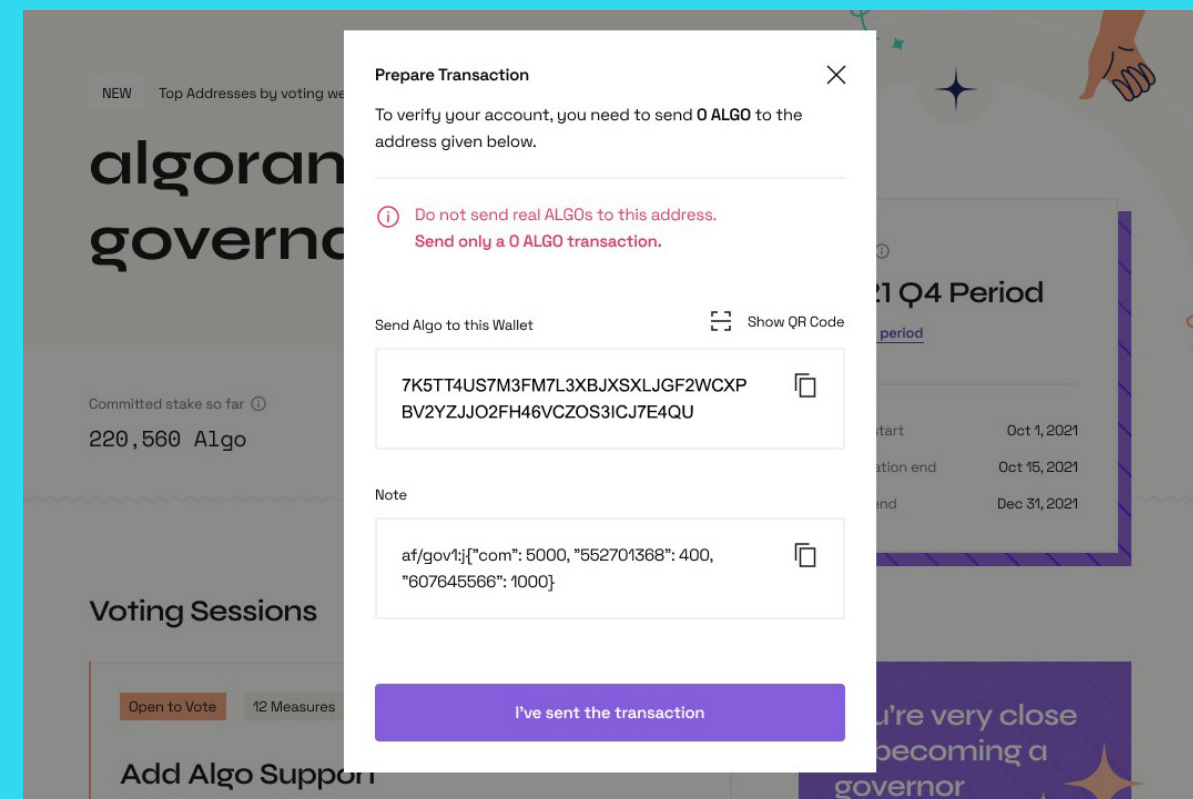 NEW Top Addresses by voting we
algoran
governo
Committed stake so far
220,560 Algo
Voting Sessions
Open to Vote 12 Measures
Add Algo Support
Prepare Transaction
To verify your account, you need to send 0 ALGO to the
address given below.
Do not send real ALGOs to this address.
Send only a 0 ALGO transaction.
Send Algo to this Wallet
Show QR Code
7K5TT4US7M3FM7L3XBJXSXLJGF2WCXP
BV2YZJJO2FH46VCZOS3ICJ7E4QU
Note
af/gov1:j{"com": 5000, "552701368": 400,
"607645566": 1000}
I've sent the transaction
21 Q4 Period
period
start Oct 1, 2021
ation end Oct 15, 2021
end Dec 31, 2021
u're very close
becoming a
governor